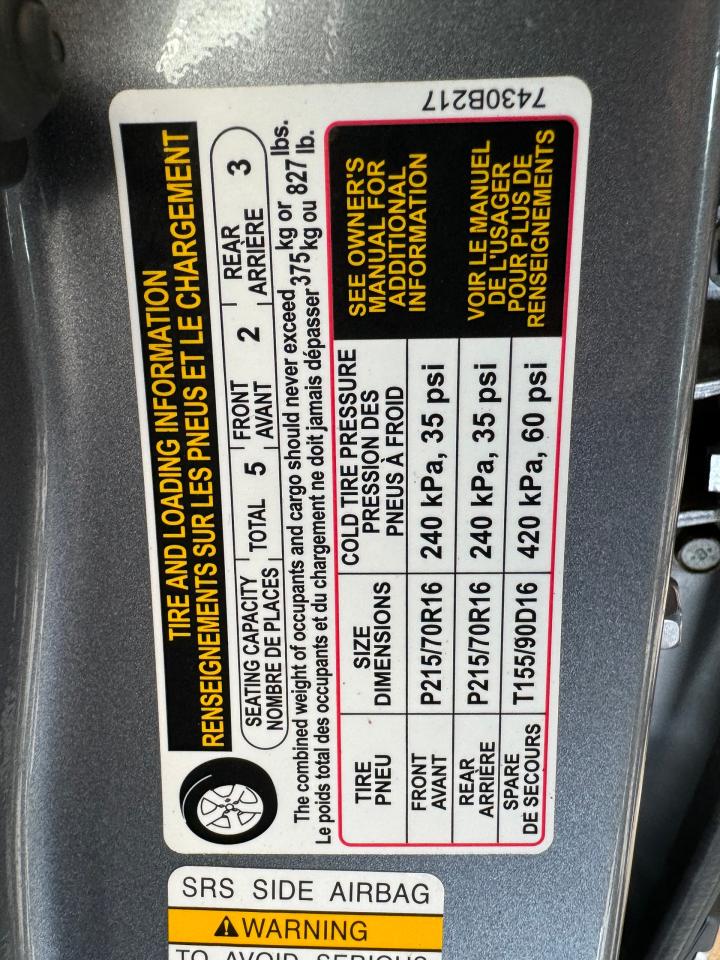 TIRE AND LOADING INFORMATION
RENSEIGNEMENTS SUR LES PNEUS ET LE CHARGEMENT
SEATING CAPACITY
NOMBRE DE PLACES
TOTAL 5
FRONT
AVANT
2
REAR
ARRIÈRE
3
The combined weight of occupants and cargo should never exceed 375 kg or 827 lbs.
Le poids total des occupants et du chargement ne doit jamais dépasser 375 kg ou 827 lb.
TIRE
PNEU
SIZE
DIMENSIONS
COLD TIRE PRESSURE
PRESSION DES
PNEUS À FROID
FRONT
AVANT
P215/70R16
240 kPa, 35 psi
REAR
ARRIÈRE
P215/70R16
240 kPa, 35 psi
SPARE
DE SECOURS
T155/90D16
420 kPa, 60 psi
SEE OWNER'S
MANUAL FOR
ADDITIONAL
INFORMATION
VOIR LE MANUEL
DE L'USAGER
POUR PLUS DE
RENSEIGNEMENTS
7430B217
SRS SIDE AIRBAG
WARNING
TO AVOID SERIOUS